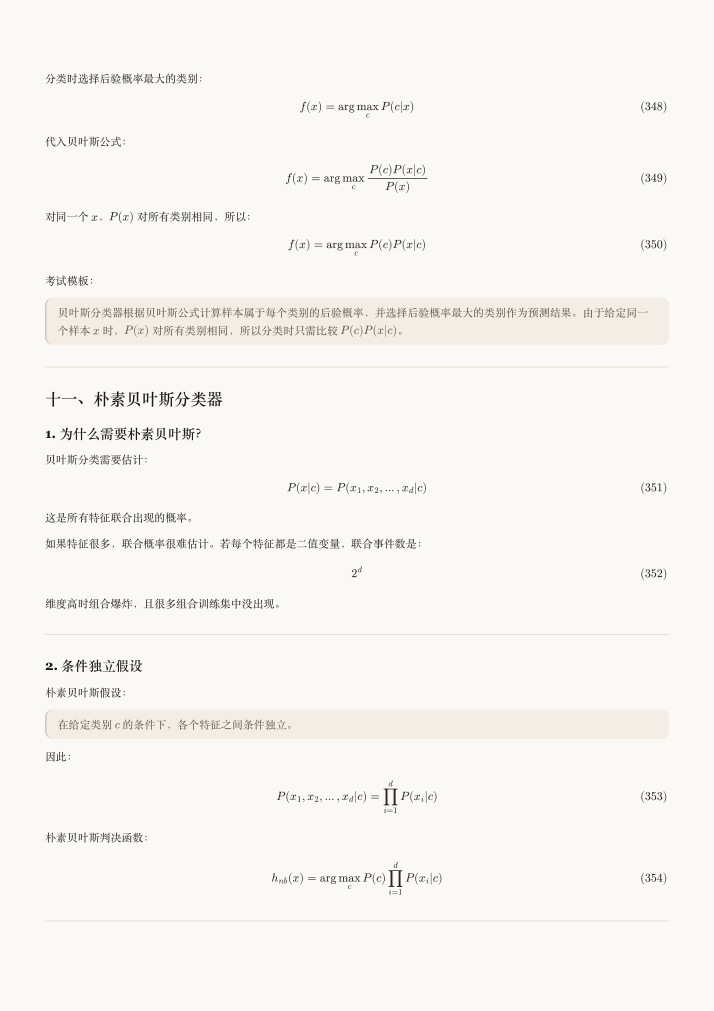 分类时选择后验概率最大的类别：
f(x) = arg max_c P(c|x) (348)
代入贝叶斯公式：
f(x) = arg max_c P(c)P(x|c) / P(x) (349)
对同一个 x，P(x) 对所有类别相同，所以：
f(x) = arg max_c P(c)P(x|c) (350)
考试模板：
贝叶斯分类器根据贝叶斯公式计算样本属于每个类别的后验概率，并选择后验概率最大的类别作为预测结果。由于给定同一
个样本 x 时，P(x) 对所有类别相同，所以分类时只需比较 P(c)P(x|c)。
十一、朴素贝叶斯分类器
1. 为什么需要朴素贝叶斯？
贝叶斯分类需要估计：
P(x|c) = P(x₁, x₂, … , x_d|c) (351)
这是所有特征联合出现的概率。
如果特征很多，联合概率很难估计。若每个特征都是二值变量，联合事件数是：
2^d (352)
维度高时组合爆炸，且很多组合训练集中没出现。
2. 条件独立假设
朴素贝叶斯假设：
在给定类别 c 的条件下，各个特征之间条件独立。
因此：
P(x₁, x₂, … , x_d|c) = ∏_{i=1}^d P(x_i|c) (353)
朴素贝叶斯判决函数：
h_{nb}(x) = arg max_c P(c) ∏_{i=1}^d P(x_i|c) (354)